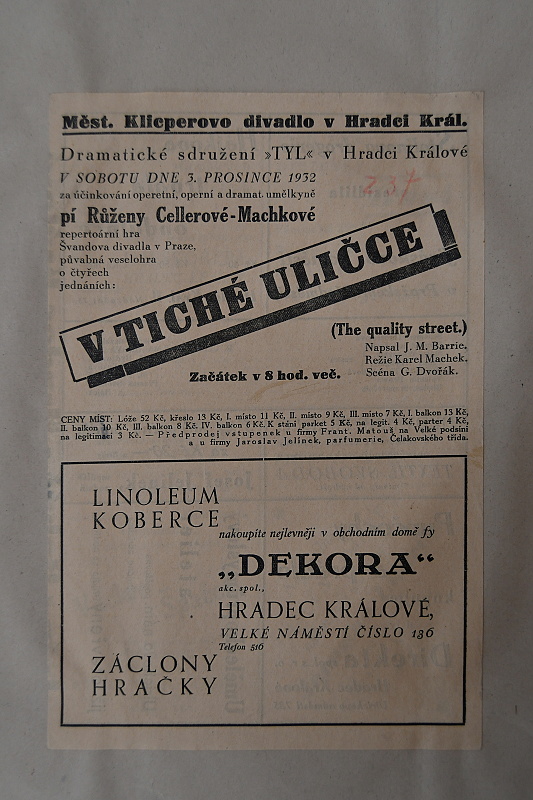 Měst. Klicperovo divadlo v Hradci Král.
Dramatické sdružení »TYL« v Hradci Králové
V SOBOTU DNE 3. PROSINCE 1932
za účinkování operetní, operní a dramat. umělkyně
pí Růženy Cellerové-Machkové
repertoární hra
Švandova divadla v Praze,
půvabná veselohra
o čtyřech
jednáních:
V TICHÉ ULIČCE!
(The quality street.)
Napsal J. M. Barrie.
Režie Karel Machek.
Scéna G. Dvořák.
Začátek v 8 hod. več.
CENY MÍST: Lóže 52 Kč, křeslo 13 Kč, I. místo 11 Kč, II. místo 9 Kč, III. místo 7 Kč, I. balkon 13 Kč,
II. balkon 10 Kč, III. balkon 8 Kč, IV. balkon 6 Kč. K stání parket 5 Kč, na legit. 4 Kč, parter 4 Kč,
na legitimaci 3 Kč. — Předprodej vstupenek u firmy Frant. Matouš na Velké podsíni
a u firmy Jaroslav Jelínek, parfumerie, Čelakovského třída.
LINOLEUM
KOBERCE
nakoupíte nejlevněji v obchodním domě fy
„DEKORA“
akc. spol.,
HRADEC KRÁLOVÉ,
VELKÉ NÁMĚSTÍ ČÍSLO 136
Telefon 516
ZÁCLONY
HRAČKY